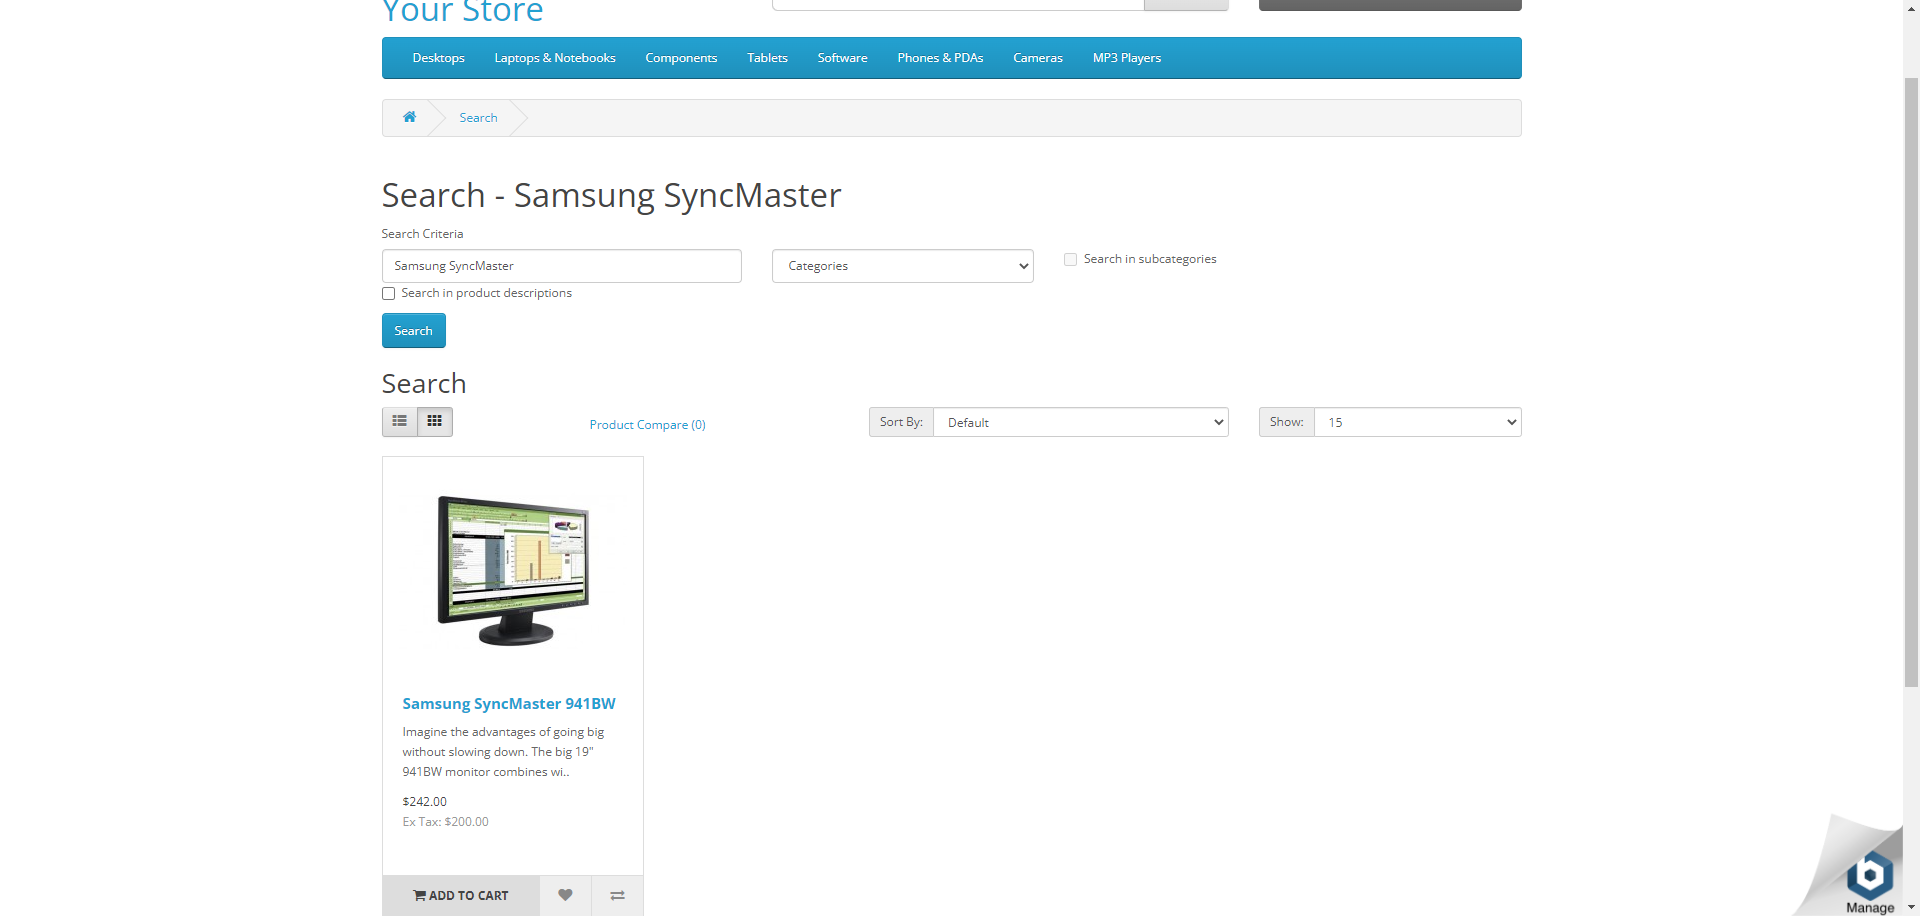 Your Store
Desktops Laptops & Notebooks Components Tablets Software Phones & PDAs Cameras MP3 Players
Search
Search - Samsung SyncMaster
Search Criteria
Samsung SyncMaster Categories Search in subcategories
Search in product descriptions
Search
Search
Product Compare (0) Sort By: Default Show: 15
Samsung SyncMaster 941BW
Imagine the advantages of going big
without slowing down. The big 19"
941BW monitor combines wi..
$242.00
Ex Tax: $200.00
ADD TO CART
Manage